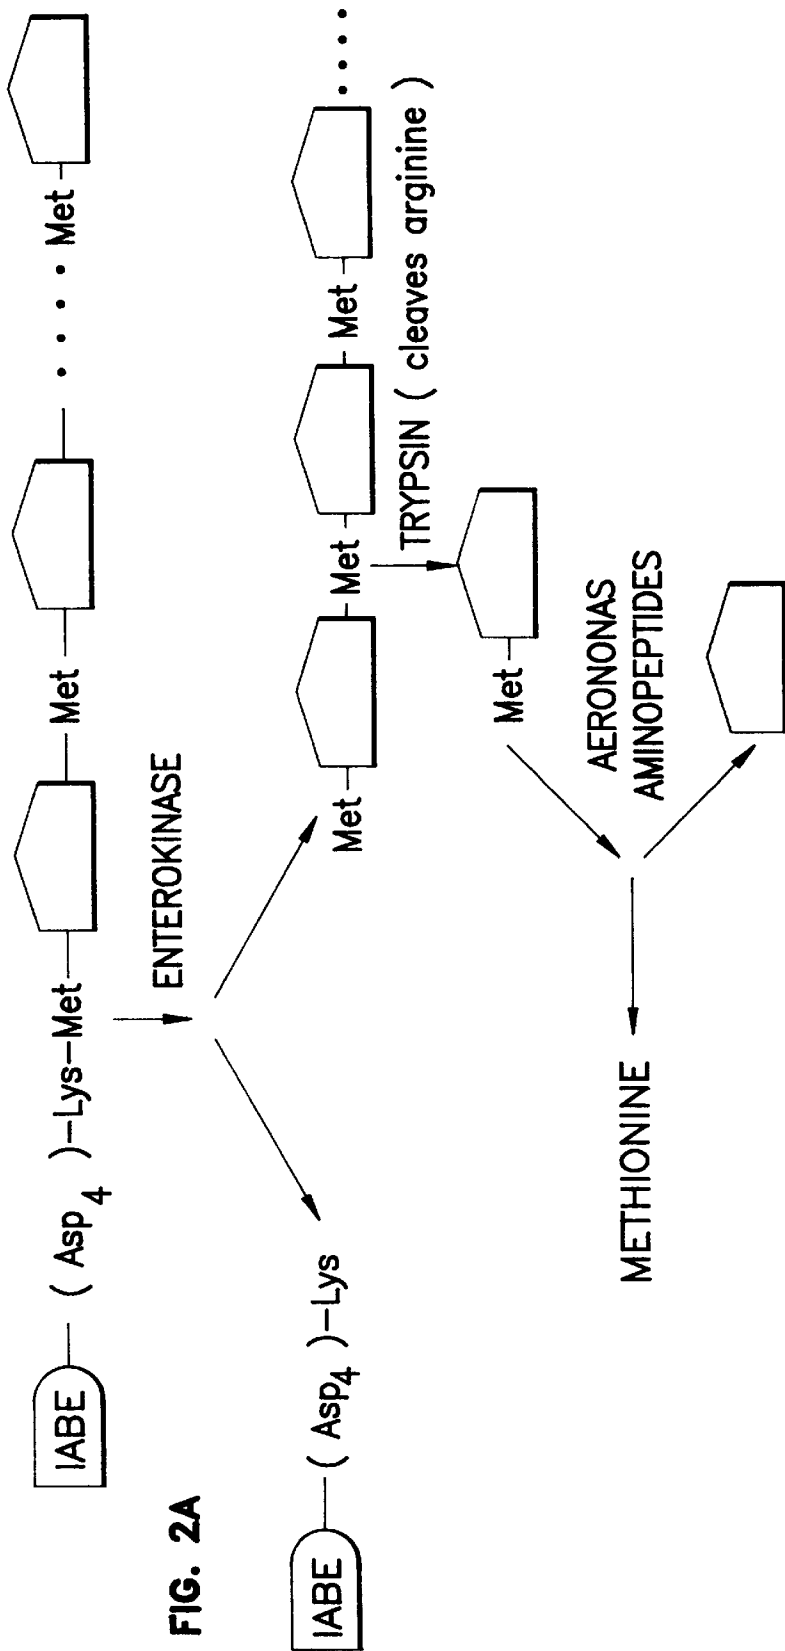 IABE ( Asp4 )-Lys-Met Met .... Met
ENTEROKINASE
FIG. 2A
IABE ( Asp4 )-Lys Met Met Met ....
TRYPSIN ( cleaves arginine )
Met
AERONONAS
AMINOPEPTIDES
METHIONINE